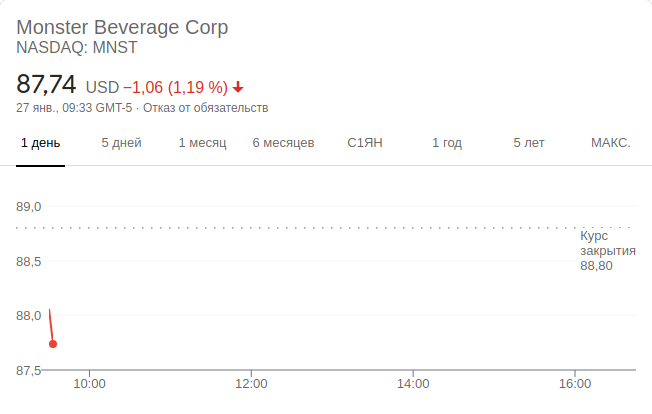 Monster Beverage Corp
NASDAQ: MNST
87,74 USD −1,06 (1,19 %)
27 янв., 09:33 GMT-5 · Отказ от обязательств
1 день 5 дней 1 месяц 6 месяцев С1ЯН 1 год 5 лет МАКС.
89,0
Курс
закрытия
88,80
88,5
88,0
87,5
10:00 12:00 14:00 16:00